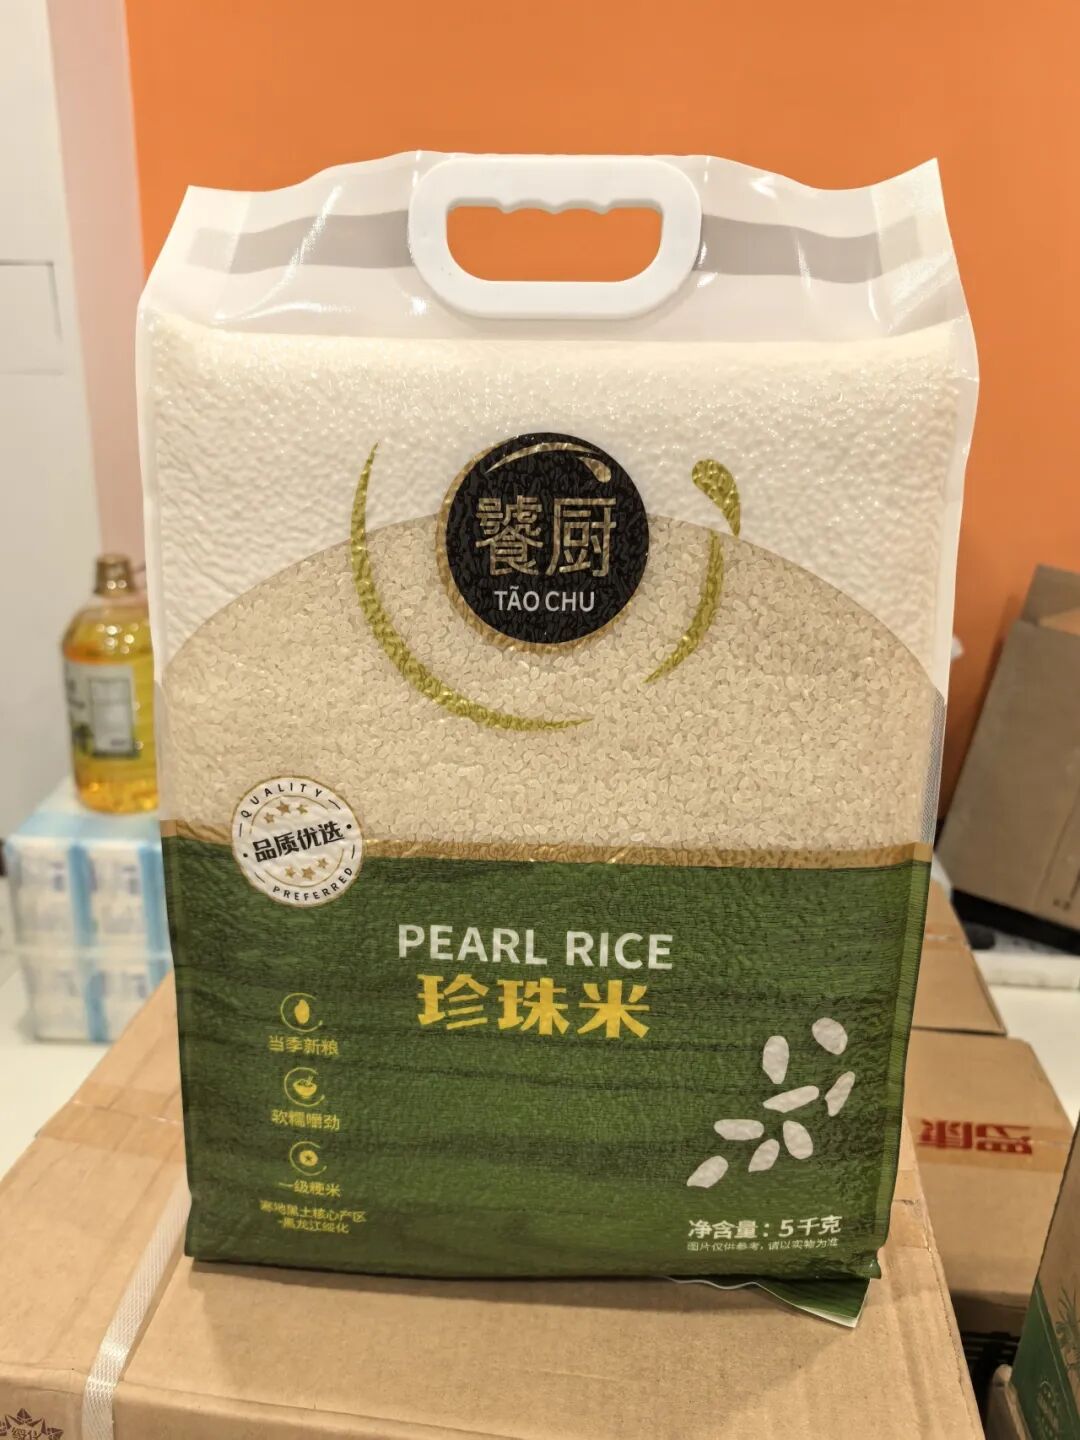 饕厨
TÃO CHU
QUALITY
品质优选
PREFERRED
PEARL RICE
珍珠米
当季新粮
软糯嚼劲
一级粳米
寒地黑土核心产区
-黑龙江绥化
净含量：5千克
图片仅供参考，请以实物为准
绥化